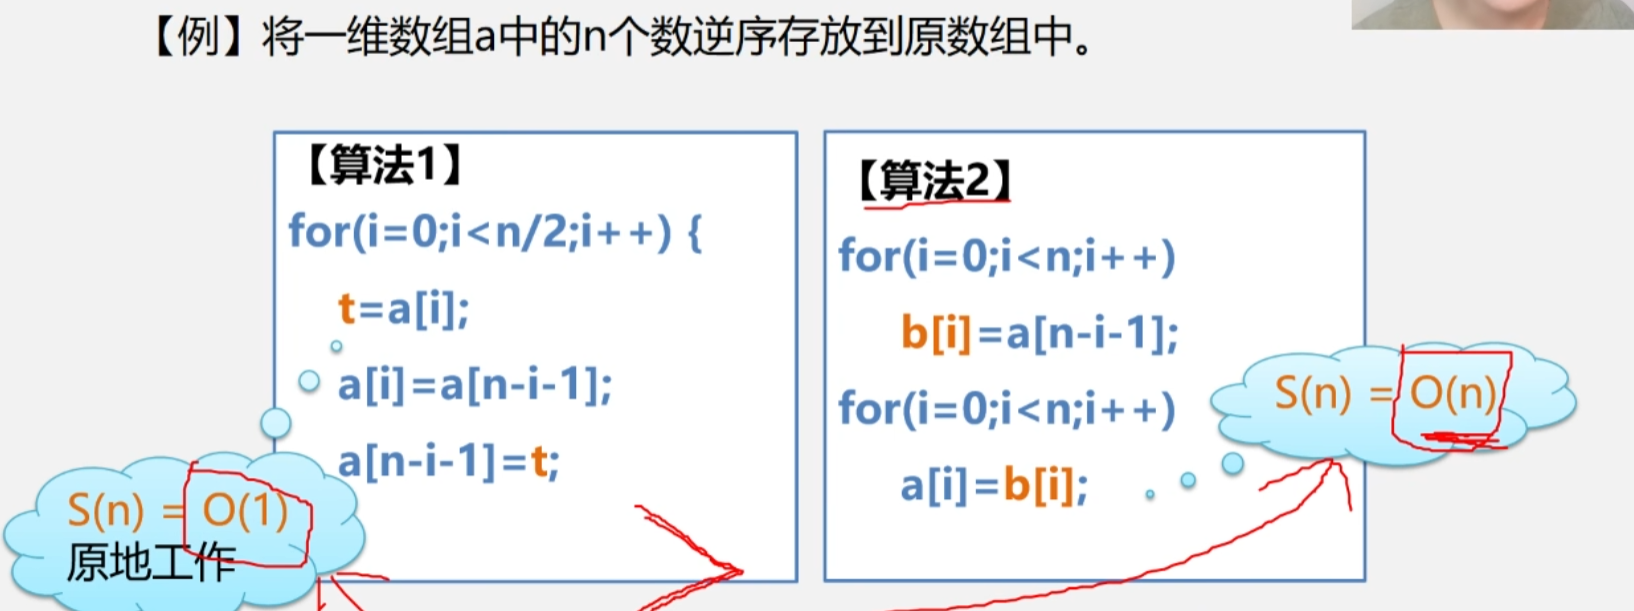 【例】将一维数组a中的n个数逆序存放到原数组中。
【算法1】
for(i=0;i<n/2;i++) {
t=a[i];
a[i]=a[n-i-1];
a[n-i-1]=t;
S(n) = O(1)
原地工作
【算法2】
for(i=0;i<n;i++)
b[i]=a[n-i-1];
for(i=0;i<n;i++)
a[i]=b[i];
S(n) = O(n)